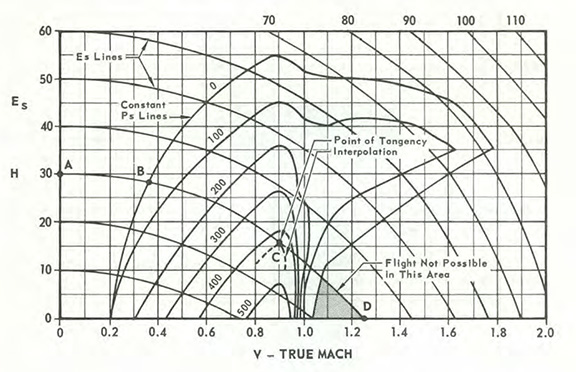 70 80 90 100 110
60
Es Lines
50
Es
Constant
Ps Lines
0
40
100
Point of Tangency
Interpolation
H
30
A
B
200
20
300
C
Flight Not Possible
in This Area
10
400
500
D
0
0 0.2 0.4 0.6 0.8 1.0 1.2 1.4 1.6 1.8 2.0
V – TRUE MACH